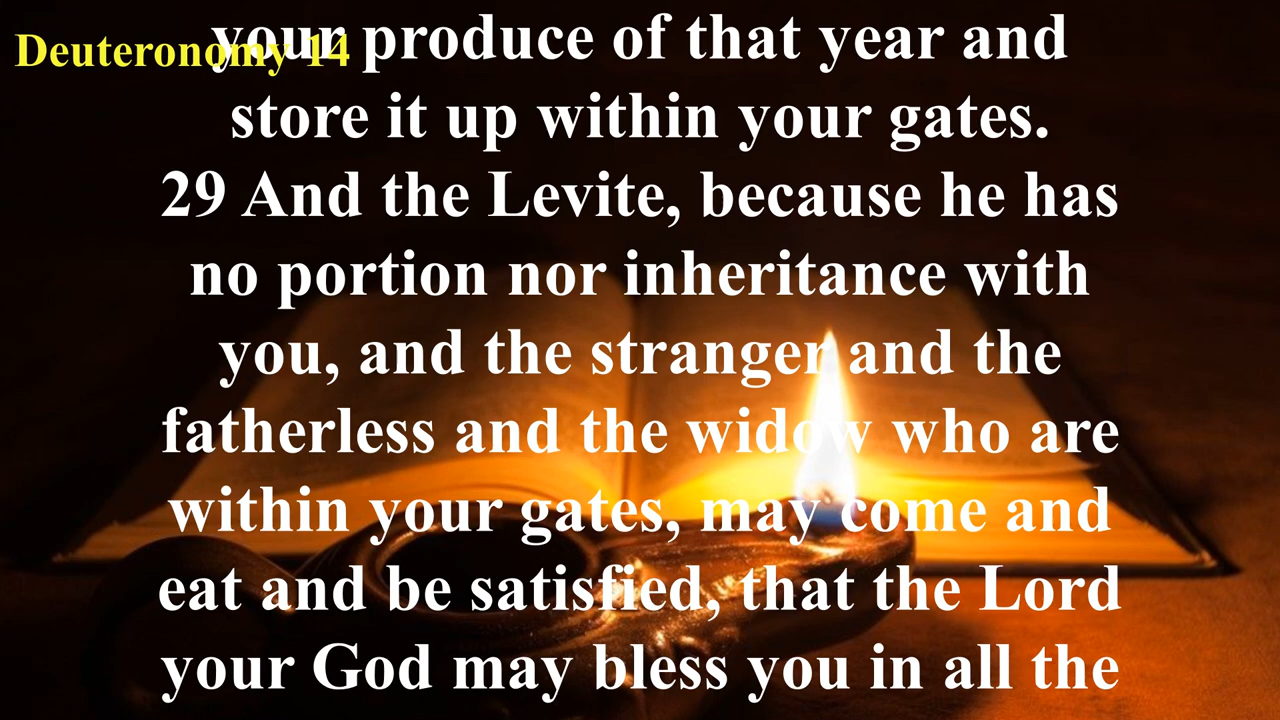 Deuteronomy 14
your produce of that year and
store it up within your gates.
29 And the Levite, because he has
no portion nor inheritance with
you, and the stranger and the
fatherless and the widow who are
within your gates, may come and
eat and be satisfied, that the Lord
your God may bless you in all the